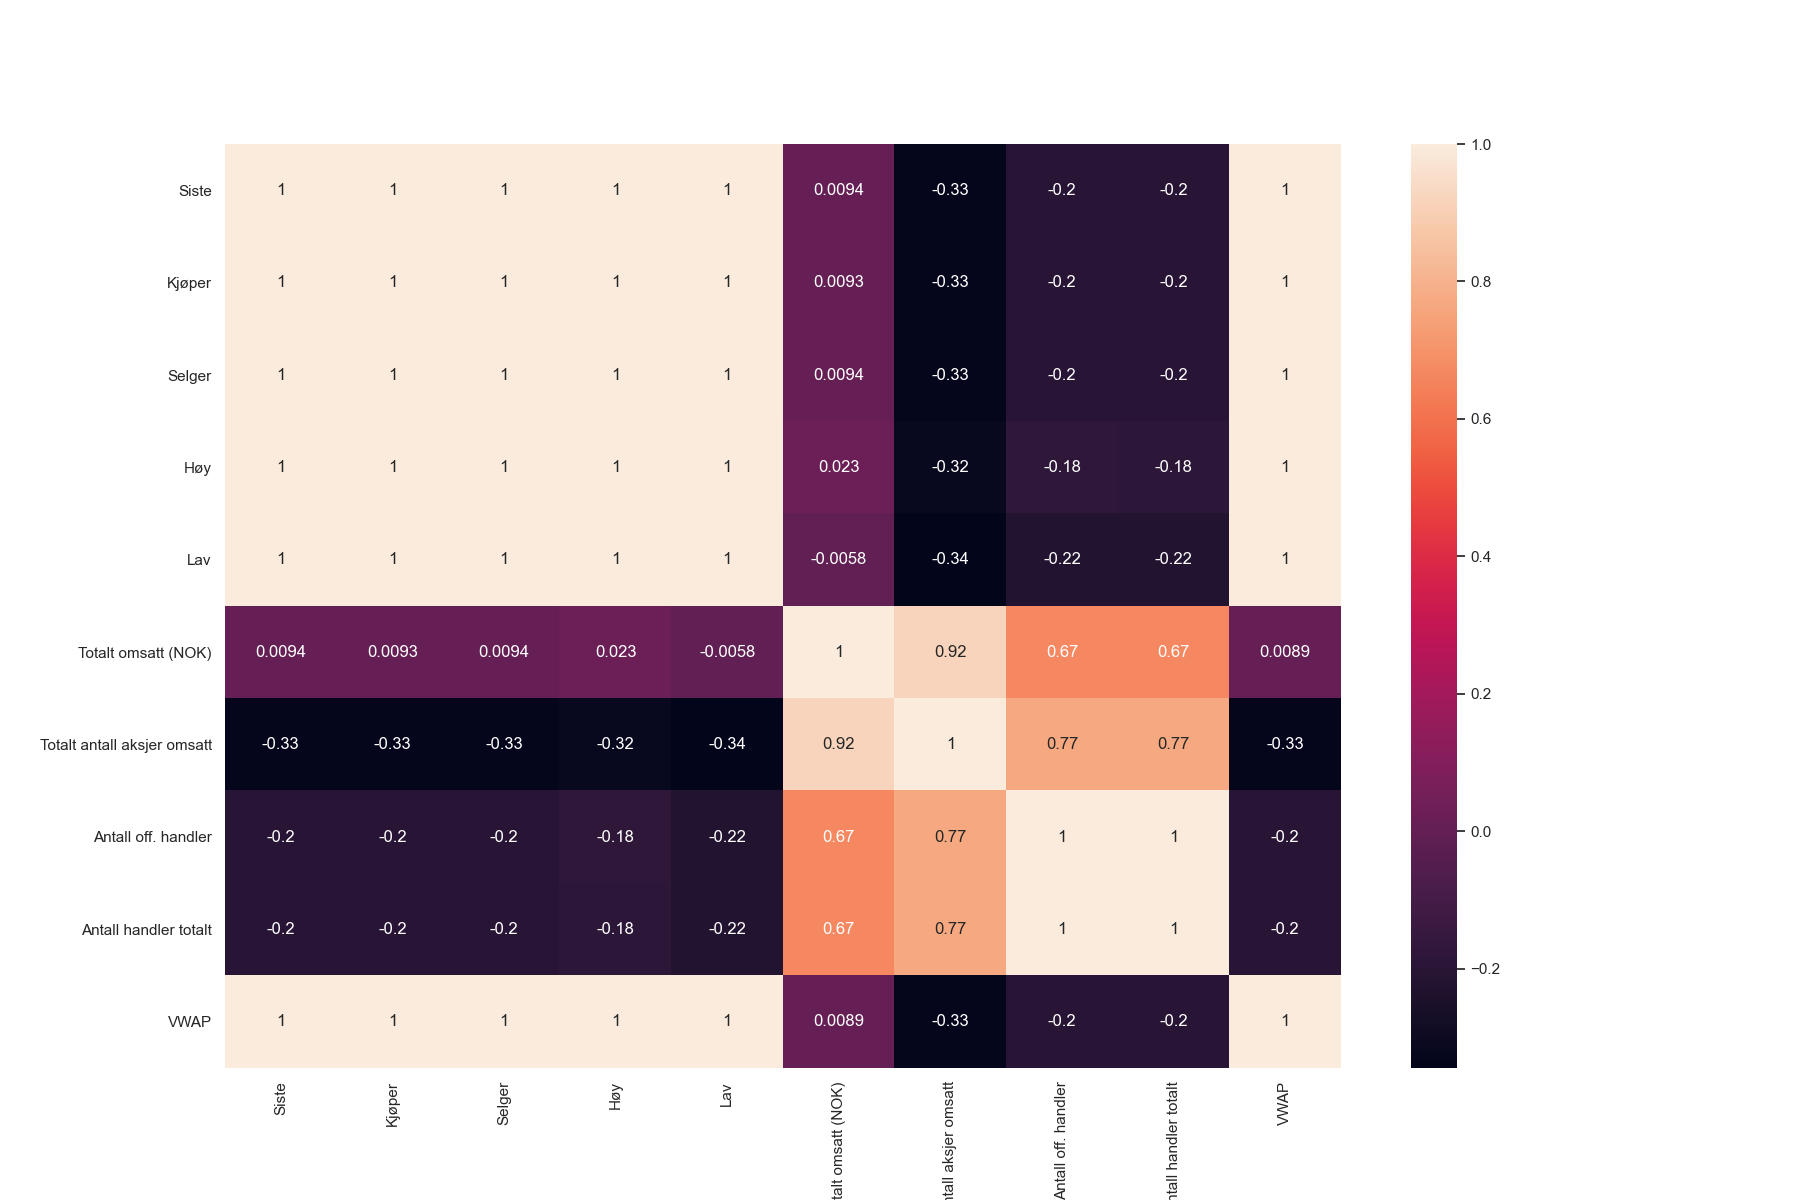 Siste 1 1 1 1 1 0.0094 -0.33 -0.2 -0.2 1
Kjøper 1 1 1 1 1 0.0093 -0.33 -0.2 -0.2 1
Selger 1 1 1 1 1 0.0094 -0.33 -0.2 -0.2 1
Høy 1 1 1 1 1 0.023 -0.32 -0.18 -0.18 1
Lav 1 1 1 1 1 -0.0058 -0.34 -0.22 -0.22 1
Totalt omsatt (NOK) 0.0094 0.0093 0.0094 0.023 -0.0058 1 0.92 0.67 0.67 0.0089
Totalt antall aksjer omsatt -0.33 -0.33 -0.33 -0.32 -0.34 0.92 1 0.77 0.77 -0.33
Antall off. handler -0.2 -0.2 -0.2 -0.18 -0.22 0.67 0.77 1 1 -0.2
Antall handler totalt -0.2 -0.2 -0.2 -0.18 -0.22 0.67 0.77 1 1 -0.2
VWAP 1 1 1 1 1 0.0089 -0.33 -0.2 -0.2 1
Siste
Kjøper
Selger
Høy
Lav
talt omsatt (NOK)
ntall aksjer omsatt
Antall off. handler
ntall handler totalt
VWAP
1.0
0.8
0.6
0.4
0.2
0.0
−0.2